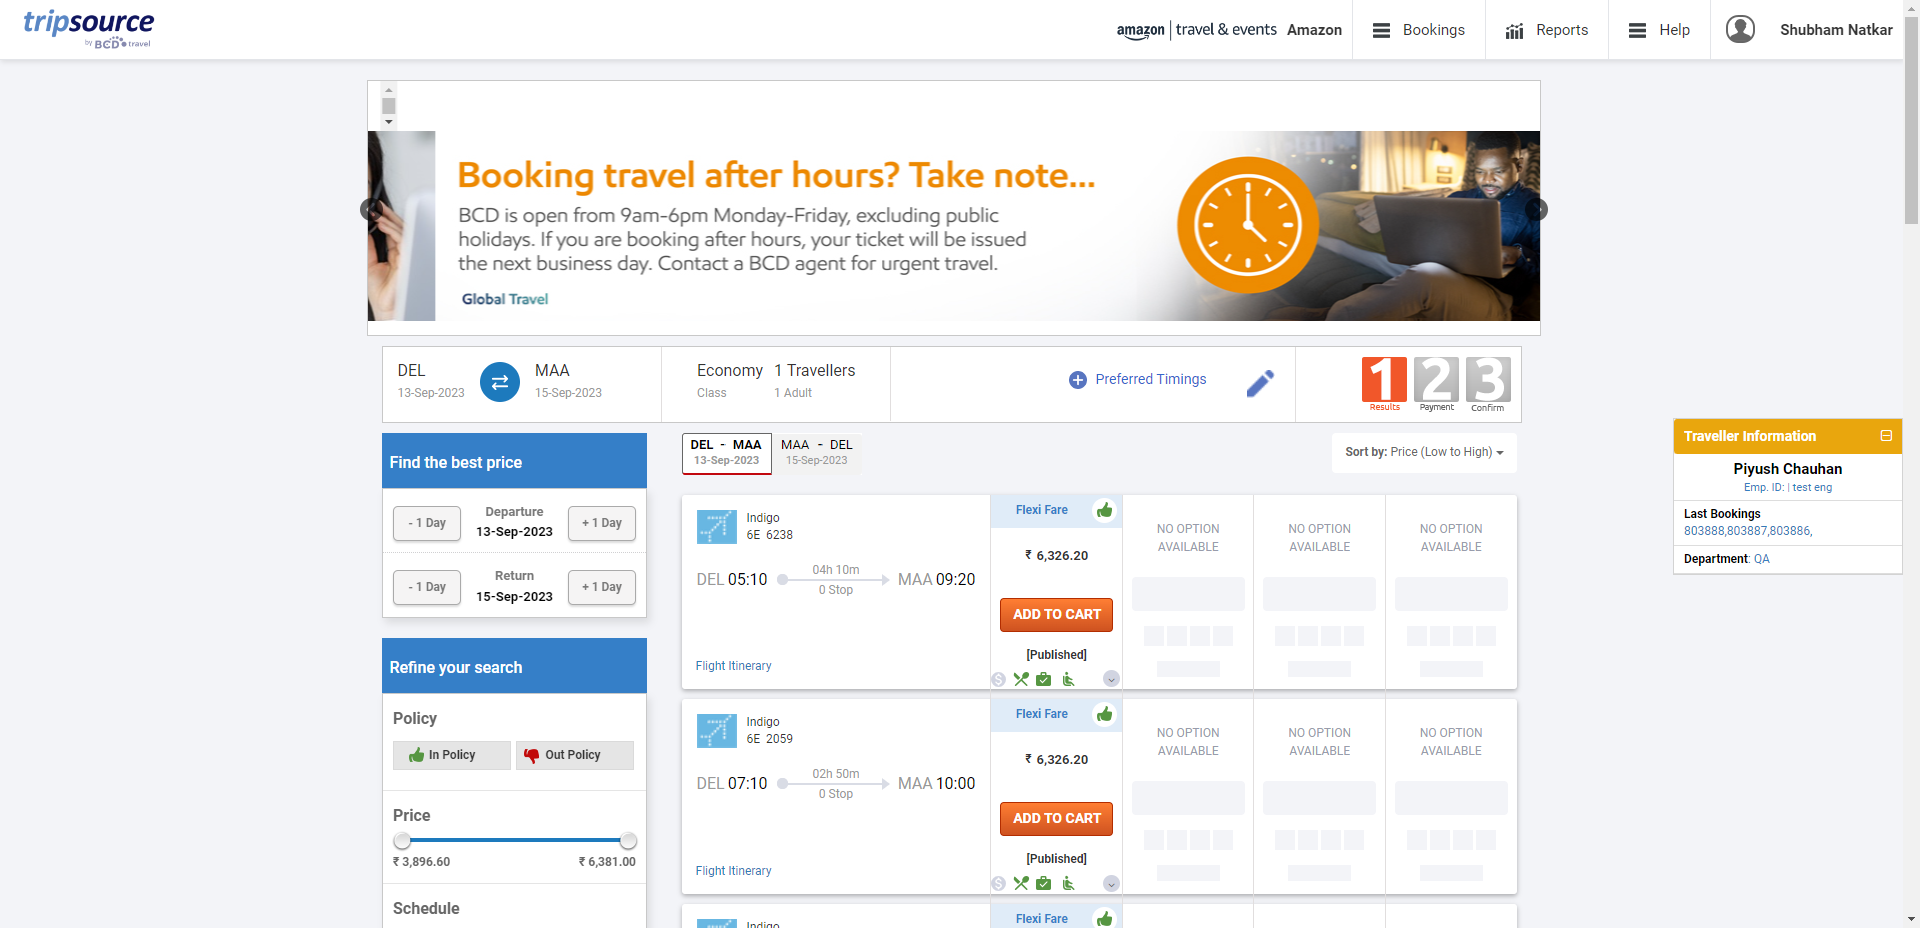 tripsource
by BCD travel
amazon | travel & events Amazon
Bookings
Reports
Help
Shubham Natkar
Booking travel after hours? Take note...
BCD is open from 9am-6pm Monday-Friday, excluding public
holidays. If you are booking after hours, your ticket will be issued
the next business day. Contact a BCD agent for urgent travel.
Global Travel
DEL
13-Sep-2023
MAA
15-Sep-2023
Economy
Class
1 Travellers
1 Adult
Preferred Timings
1 2 3
Results Payment Confirm
Find the best price
- 1 Day
Departure
13-Sep-2023
+ 1 Day
- 1 Day
Return
15-Sep-2023
+ 1 Day
Refine your search
Policy
In Policy
Out Policy
Price
₹ 3,896.60
₹ 6,381.00
Schedule
DEL - MAA
13-Sep-2023
MAA - DEL
15-Sep-2023
Sort by: Price (Low to High)
Indigo
6E 6238
DEL 05:10
04h 10m
0 Stop
MAA 09:20
Flight Itinerary
Flexi Fare
₹ 6,326.20
ADD TO CART
[Published]
NO OPTION
AVAILABLE
NO OPTION
AVAILABLE
NO OPTION
AVAILABLE
Indigo
6E 2059
DEL 07:10
02h 50m
0 Stop
MAA 10:00
Flight Itinerary
Flexi Fare
₹ 6,326.20
ADD TO CART
[Published]
NO OPTION
AVAILABLE
NO OPTION
AVAILABLE
NO OPTION
AVAILABLE
Indigo
Flexi Fare
Traveller Information
Piyush Chauhan
Emp. ID: | test eng
Last Bookings
803888,803887,803886,
Department: QA